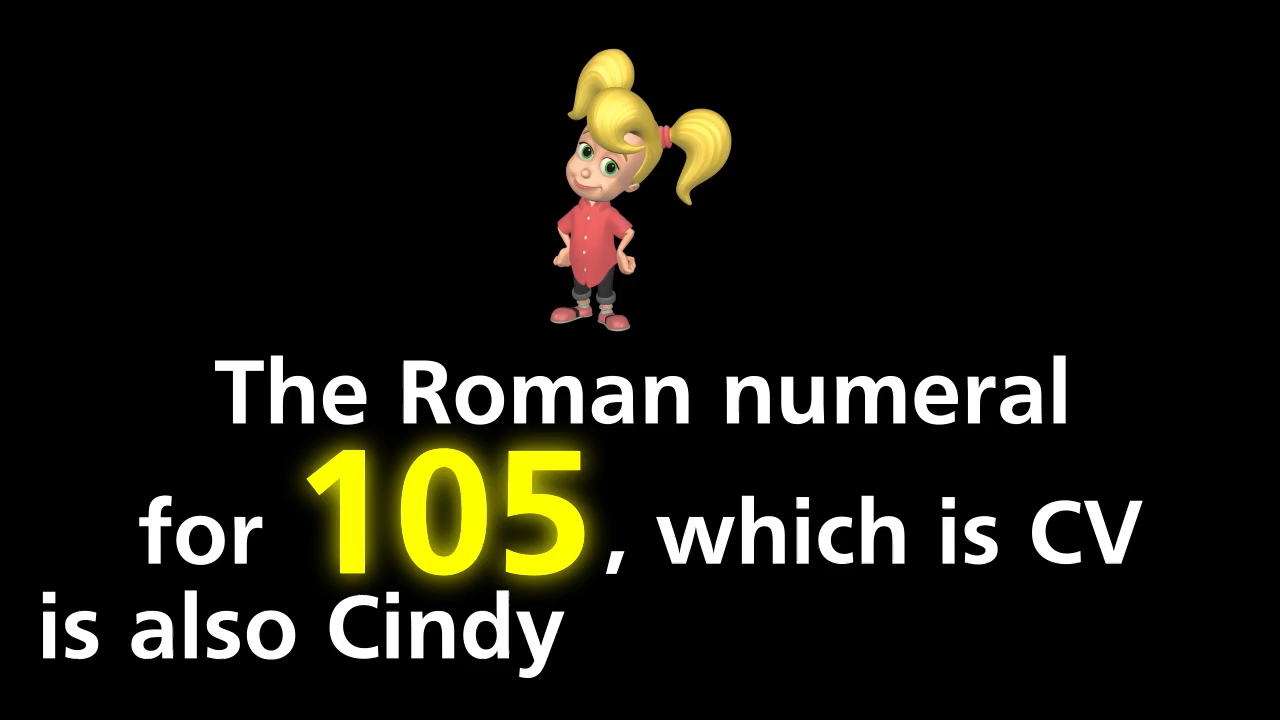 The Roman numeral
for 105, which is CV
is also Cindy